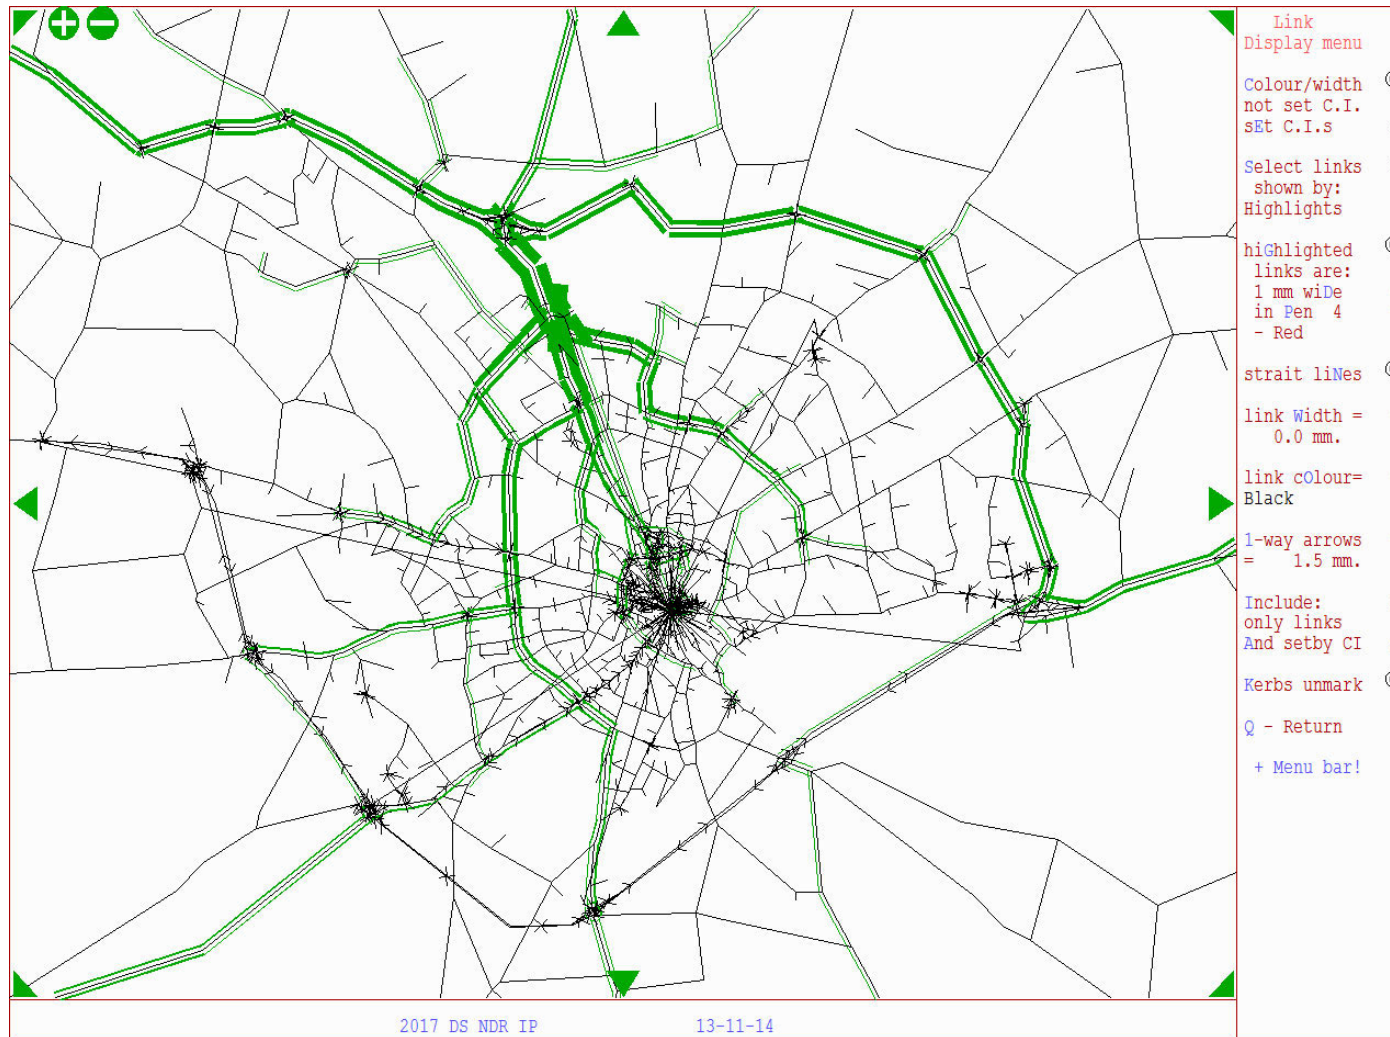 Link
Display menu
Colour/width
not set C.I.
sEt C.I.s
Select links
shown by:
Highlights
hiGhlighted
links are:
1 mm wiDe
in Pen 4
- Red
strait liNes
link Width =
0.0 mm.
link cOlour=
Black
1-way arrows
= 1.5 mm.
Include:
only links
And setby CI
Kerbs unmark
Q - Return
+ Menu bar!
2017 DS NDR IP 13-11-14